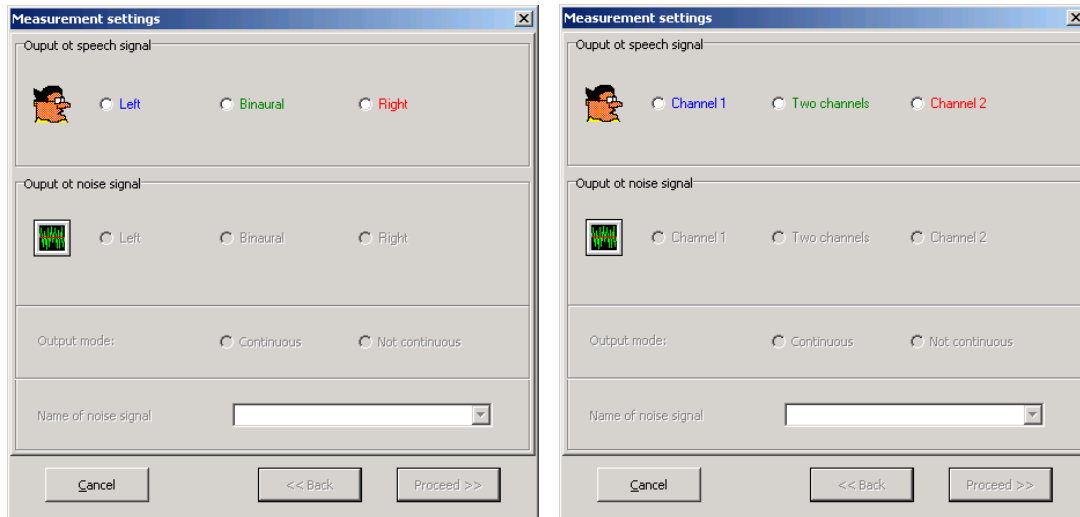 Measurement settings
Ouput ot speech signal
Left Binaural Right
Ouput ot noise signal
Left Binaural Right
Output mode: Continuous Not continuous
Name of noise signal
Cancel << Back Proceed >>
Measurement settings
Ouput ot speech signal
Channel 1 Two channels Channel 2
Ouput ot noise signal
Channel 1 Two channels Channel 2
Output mode: Continuous Not continuous
Name of noise signal
Cancel << Back Proceed >>